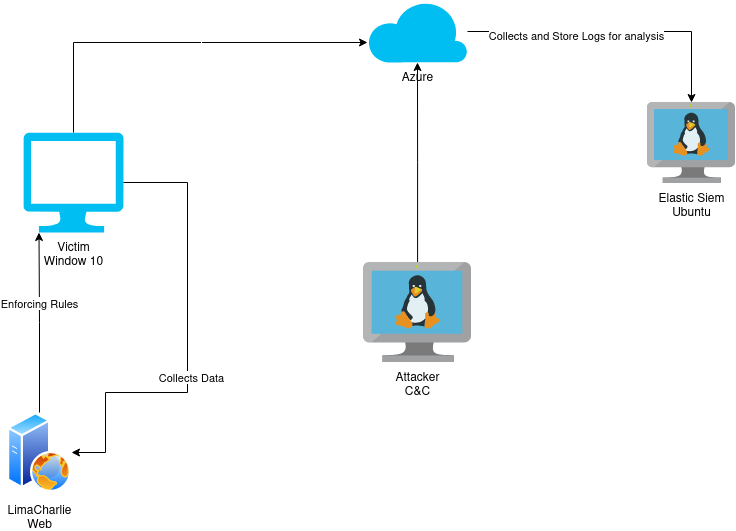 Collects and Store Logs for analysis
Azure
Elastic Siem
Ubuntu
Victim
Window 10
Enforcing Rules
Collects Data
Attacker
C&C
LimaCharlie
Web